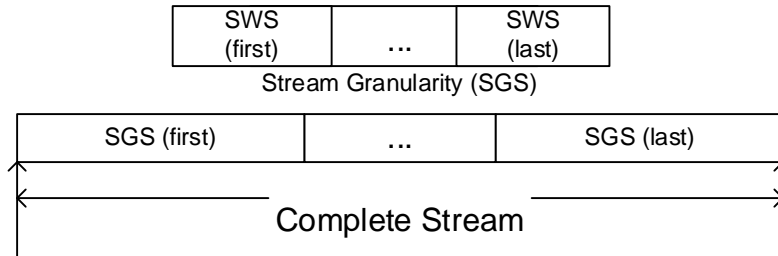 SWS (first)
...
SWS (last)
Stream Granularity (SGS)
SGS (first)
...
SGS (last)
Complete Stream